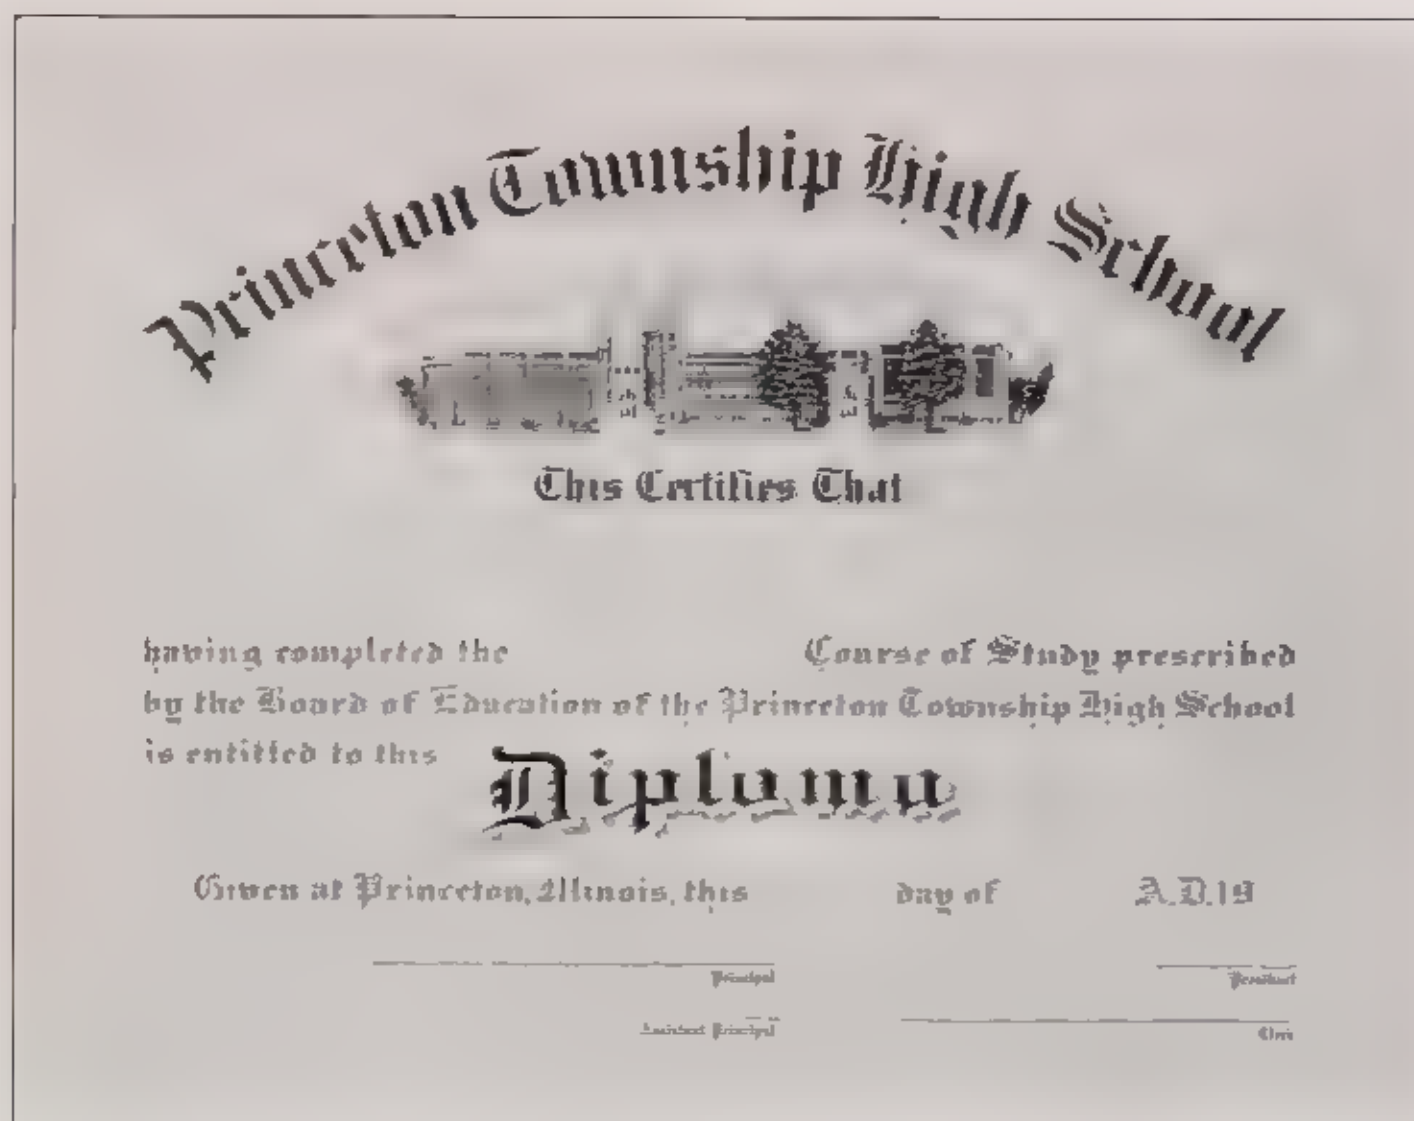 Princeton Township High School
This Certifies That
having completed the Course of Study prescribed
by the Board of Education of the Princeton Township High School
is entitled to this
Diploma
Given at Princeton, Illinois, this day of A.D.19
Principal President
Assistant Principal Clerk